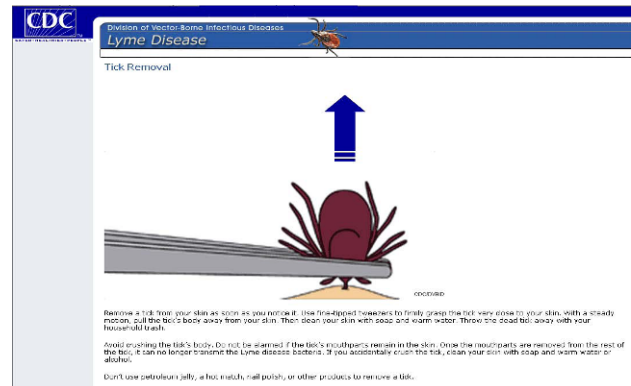 CDC
SAFER • HEALTHIER • PEOPLE™
Division of Vector-Borne Infectious Diseases
Lyme Disease
Tick Removal
CDC/DVBID
Remove a tick from your skin as soon as you notice it. Use fine-tipped tweezers to firmly grasp the tick very close to your skin. With a steady
motion, pull the tick's body away from your skin. Then clean your skin with soap and warm water. Throw the dead tick away with your
household trash.
Avoid crushing the tick's body. Do not be alarmed if the tick's mouthparts remain in the skin. Once the mouthparts are removed from the rest of
the tick, it can no longer transmit the Lyme disease bacteria. If you accidentally crush the tick, clean your skin with soap and warm water or
alcohol.
Don't use petroleum jelly, a hot match, nail polish, or other products to remove a tick.